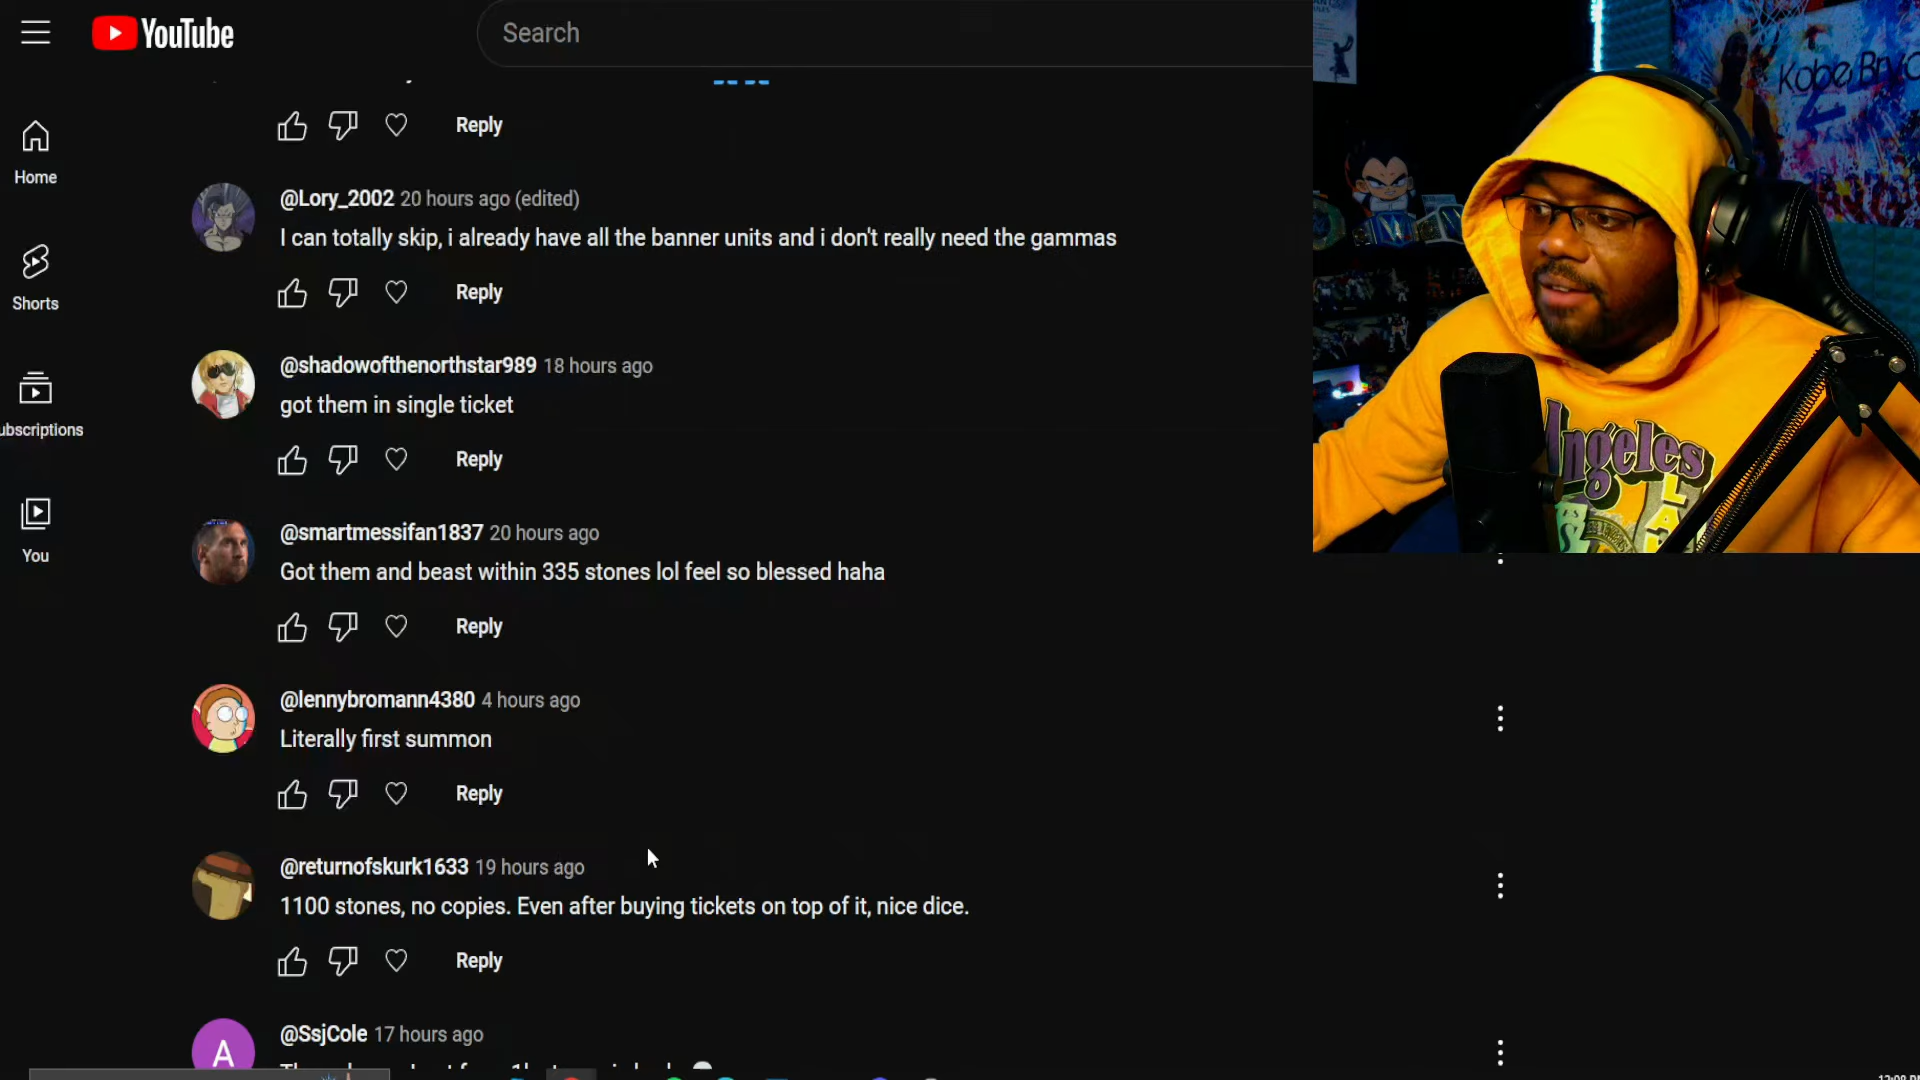 YouTube
Search
Kobe Bry
Reply
Home
@Lory_2002 20 hours ago (edited)
I can totally skip, i already have all the banner units and i don't really need the gammas
Reply
Shorts
@shadowofthenorthstar989 18 hours ago
got them in single ticket
ubscriptions
Reply
Angeles
LA
@smartmessifan1837 20 hours ago
Got them and beast within 335 stones lol feel so blessed haha
You
Reply
@lennybromann4380 4 hours ago
Literally first summon
Reply
@returnofskurk1633 19 hours ago
1100 stones, no copies. Even after buying tickets on top of it, nice dice.
Reply
A
@SsjCole 17 hours ago